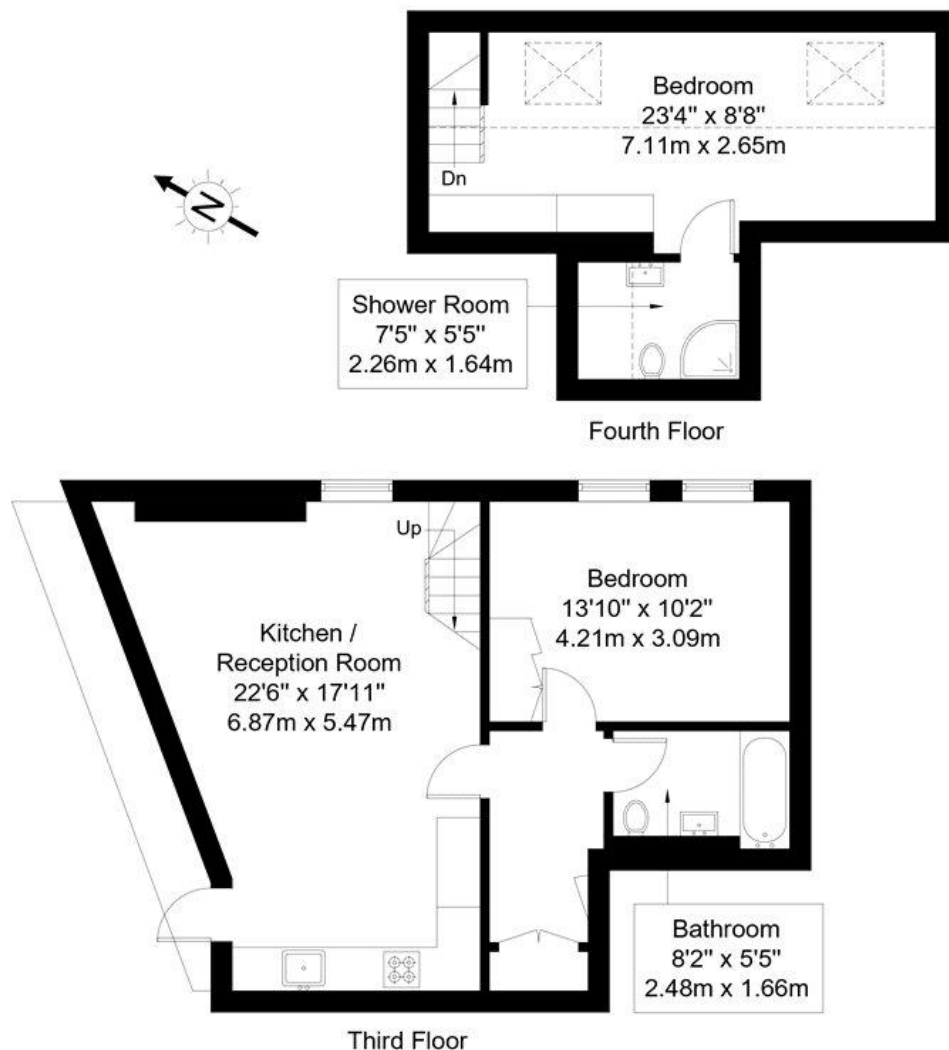 Bedroom
23'4" x 8'8"
7.11m x 2.65m
Dn
N
Shower Room
7'5" x 5'5"
2.26m x 1.64m
Fourth Floor
Up
Kitchen /
Reception Room
22'6" x 17'11"
6.87m x 5.47m
Bedroom
13'10" x 10'2"
4.21m x 3.09m
Bathroom
8'2" x 5'5"
2.48m x 1.66m
Third Floor